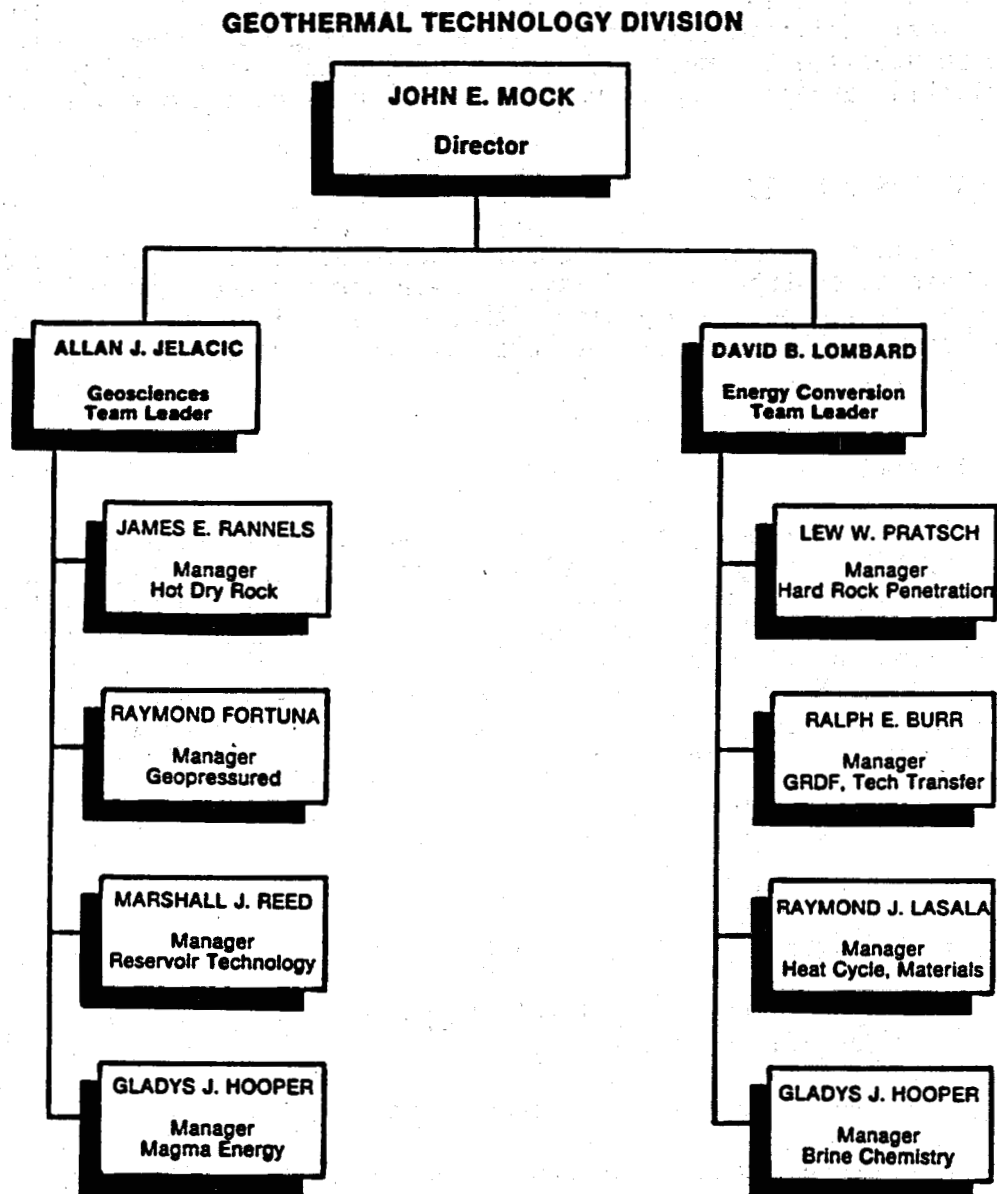 GEOTHERMAL TECHNOLOGY DIVISION
JOHN E. MOCK
Director
ALLAN J. JELACIC
Geosciences
Team Leader
JAMES E. RANNELS
Manager
Hot Dry Rock
RAYMOND FORTUNA
Manager
Geopressured
MARSHALL J. REED
Manager
Reservoir Technology
GLADYS J. HOOPER
Manager
Magma Energy
DAVID B. LOMBARD
Energy Conversion
Team Leader
LEW W. PRATSCH
Manager
Hard Rock Penetration
RALPH E. BURR
Manager
GRDF, Tech Transfer
RAYMOND J. LASALA
Manager
Heat Cycle, Materials
GLADYS J. HOOPER
Manager
Brine Chemistry